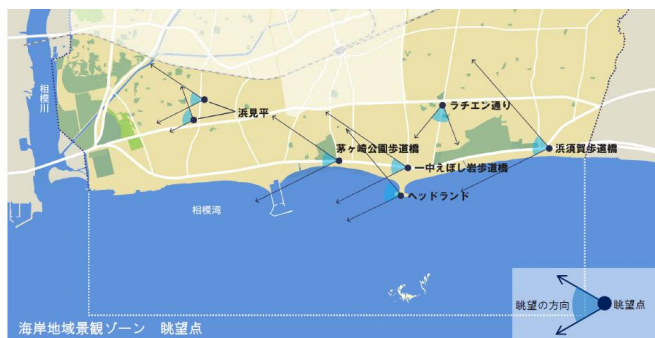 相模川
浜見平
ラチエン通り
茅ヶ崎公園歩道橋
浜須賀歩道橋
一中えぼし岩歩道橋
ヘッドランド
相模湾
眺望の方向
眺望点
海岸地域景観ゾーン 眺望点